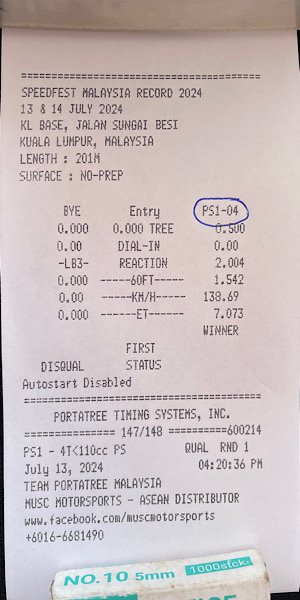 ==================================
SPEEDFEST MALAYSIA RECORD 2024
13 & 14 JULY 2024
KL BASE, JALAN SUNGAI BESI
KUALA LUMPUR, MALAYSIA
LENGTH : 201M
SURFACE : NO-PREP
BYE Entry PS1-04
0.000 0.000 TREE 0.500
0.00 DIAL-IN 0.00
-LB3- REACTION 2.004
0.000 ------60FT------ 1.542
0.00 ------KM/H------ 138.69
0.000 -------ET------- 7.073
WINNER
FIRST
DISQUAL STATUS
Autostart Disabled
==================================
PORTATREE TIMING SYSTEMS, INC.
============= 147/148 ==========600214
PS1 - 4T<110cc PS QUAL RND 1
July 13, 2024 04:20:36 PM
TEAM PORTATREE MALAYSIA
MUSC MOTORSPORTS - ASEAN DISTRIBUTOR
www.facebook.com/muscmotorsports
+6016-6681490
NO.10 5mm 1000stcks